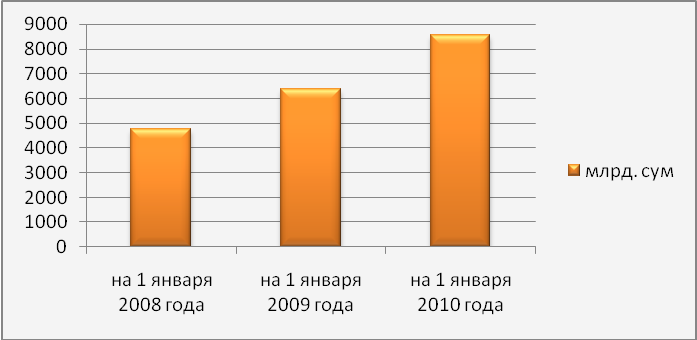 9000
8000
7000
6000
5000
4000
3000
2000
1000
0
млрд. сум
на 1 января
2008 года
на 1 января
2009 года
на 1 января
2010 года